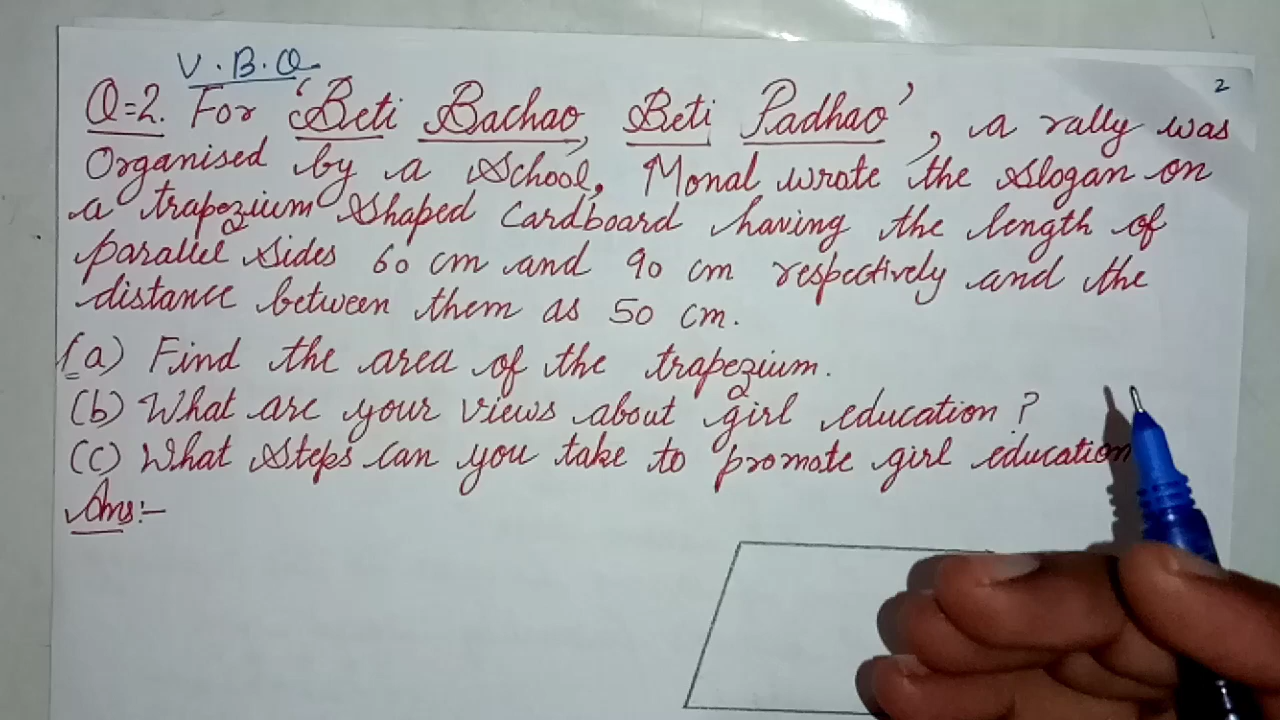 V.B.Q.
2
Q=2. For 'Beti Bachao, Beti Padhao', a rally was
Organised by a School, Monal wrote the slogan on
a trapezium shaped cardboard having the length of
parallel sides 60 cm and 90 cm respectively and the
distance between them as 50 cm.
(a) Find the area of the trapezium.
(b) What are your views about girl education?
(c) What steps can you take to promote girl education
Ans:-